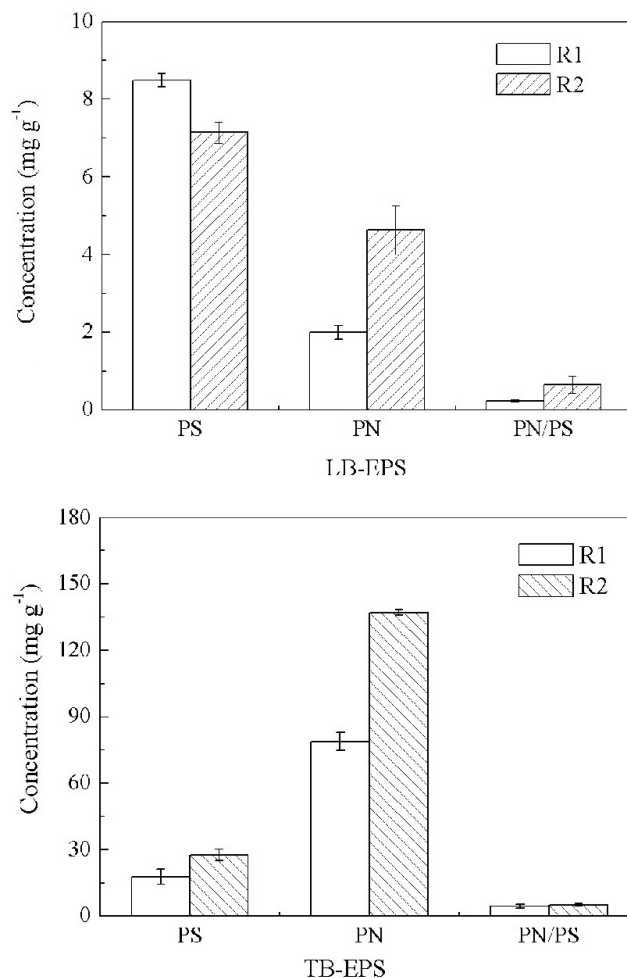 10
8
6
4
2
0
Concentration (mg g⁻¹)
R1
R2
PS PN PN/PS
LB-EPS
180
150
120
90
60
30
0
Concentration (mg g⁻¹)
R1
R2
PS PN PN/PS
TB-EPS